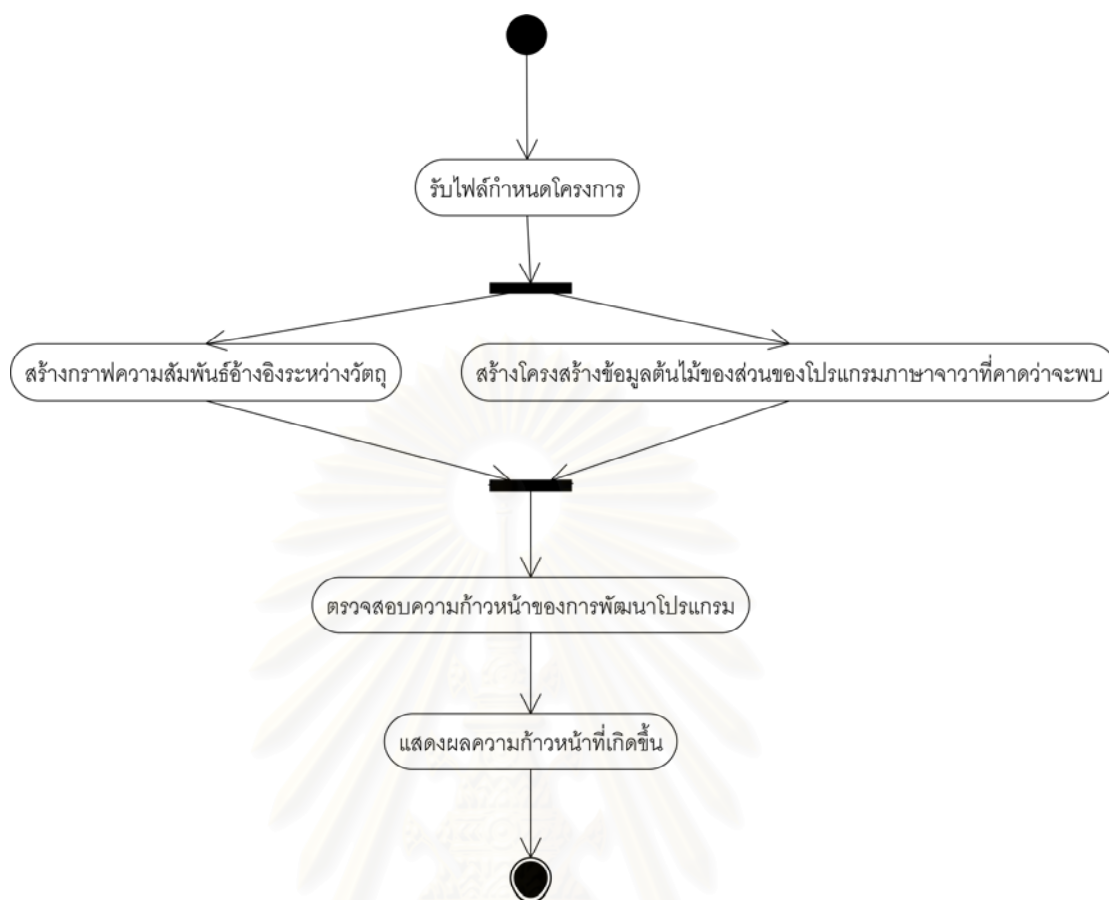 รับไฟล์กำหนดโครงการ
สร้างกราฟความสัมพันธ์อ้างอิงระหว่างวัตถุ
สร้างโครงสร้างข้อมูลต้นไม้ของส่วนของโปรแกรมภาษาจาวาที่คาดว่าจะพบ
ตรวจสอบความก้าวหน้าของการพัฒนาโปรแกรม
แสดงผลความก้าวหน้าที่เกิดขึ้น